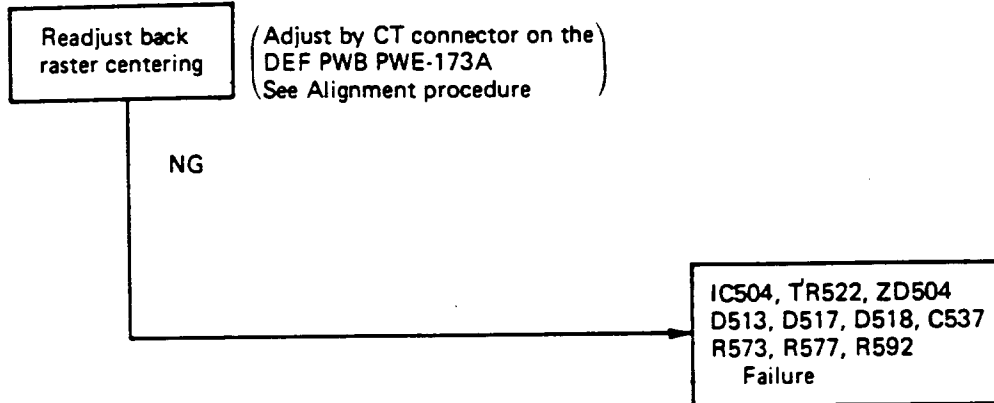 Readjust back
raster centering
(Adjust by CT connector on the
DEF PWB PWE-173A
See Alignment procedure)
NG
IC504, TR522, ZD504
D513, D517, D518, C537
R573, R577, R592
Failure